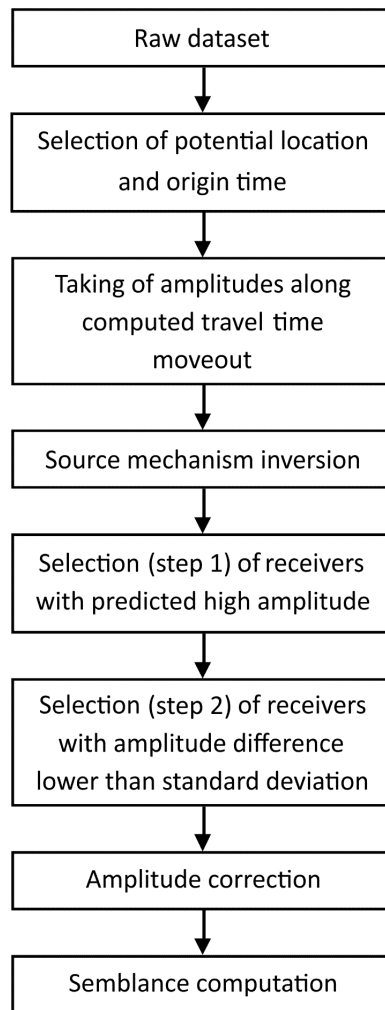 Raw dataset
Selection of potential location
and origin time
Taking of amplitudes along
computed travel time
moveout
Source mechanism inversion
Selection (step 1) of receivers
with predicted high amplitude
Selection (step 2) of receivers
with amplitude difference
lower than standard deviation
Amplitude correction
Semblance computation